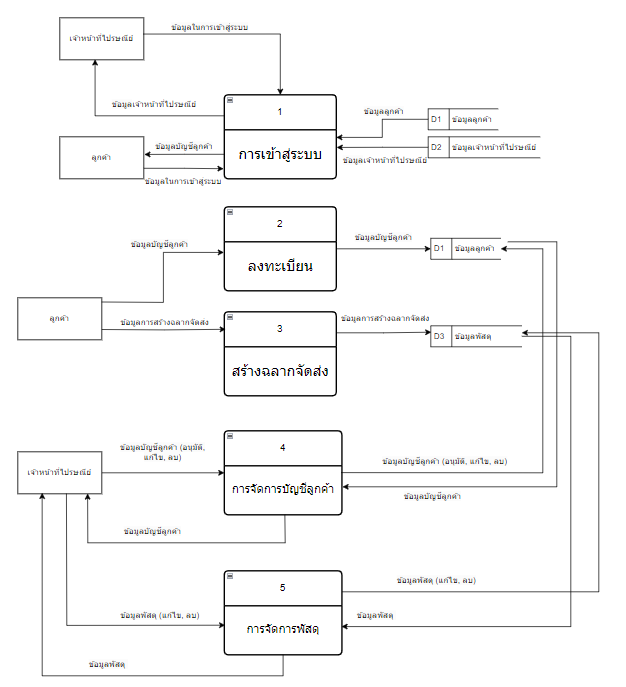 ข้อมูลในการเข้าสู่ระบบ
เจ้าหน้าที่ไปรษณีย์
ข้อมูลเจ้าหน้าที่ไปรษณีย์
1
การเข้าสู่ระบบ
ข้อมูลลูกค้า
D1 ข้อมูลลูกค้า
D2 ข้อมูลเจ้าหน้าที่ไปรษณีย์
ข้อมูลเจ้าหน้าที่ไปรษณีย์
ข้อมูลบัญชีลูกค้า
ลูกค้า
ข้อมูลในการเข้าสู่ระบบ
2
ลงทะเบียน
ข้อมูลบัญชีลูกค้า
ข้อมูลบัญชีลูกค้า
D1 ข้อมูลลูกค้า
ลูกค้า
ข้อมูลการสร้างฉลากจัดส่ง
3
สร้างฉลากจัดส่ง
ข้อมูลการสร้างฉลากจัดส่ง
D3 ข้อมูลพัสดุ
4
การจัดการบัญชีลูกค้า
ข้อมูลบัญชีลูกค้า (อนุมัติ,
แก้ไข, ลบ)
เจ้าหน้าที่ไปรษณีย์
ข้อมูลบัญชีลูกค้า (อนุมัติ, แก้ไข, ลบ)
ข้อมูลบัญชีลูกค้า
ข้อมูลบัญชีลูกค้า
5
การจัดการพัสดุ
ข้อมูลพัสดุ (แก้ไข, ลบ)
ข้อมูลพัสดุ (แก้ไข, ลบ)
ข้อมูลพัสดุ
ข้อมูลพัสดุ